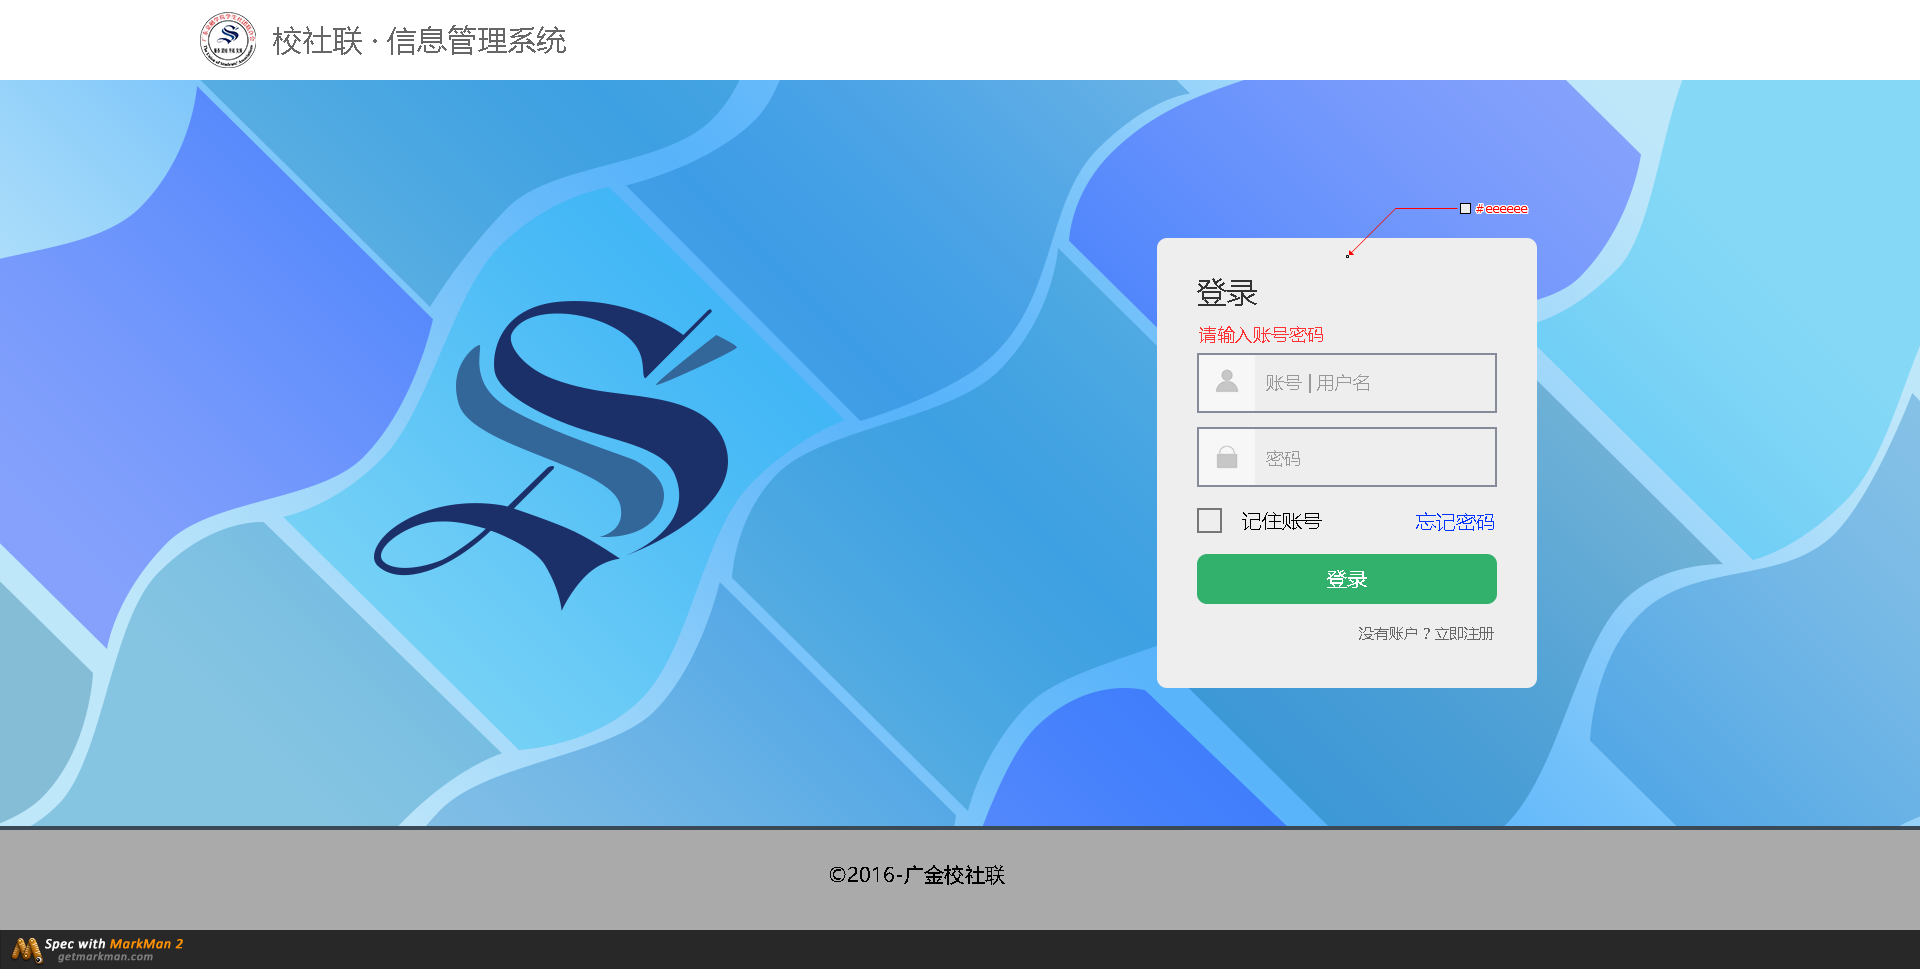 校社联 · 信息管理系统
#eeeeee
登录
请输入账号密码
账号 | 用户名
密码
记住账号 忘记密码
登录
没有账户？立即注册
©2016-广金校社联
Spec with MarkMan 2
getmarkman.com